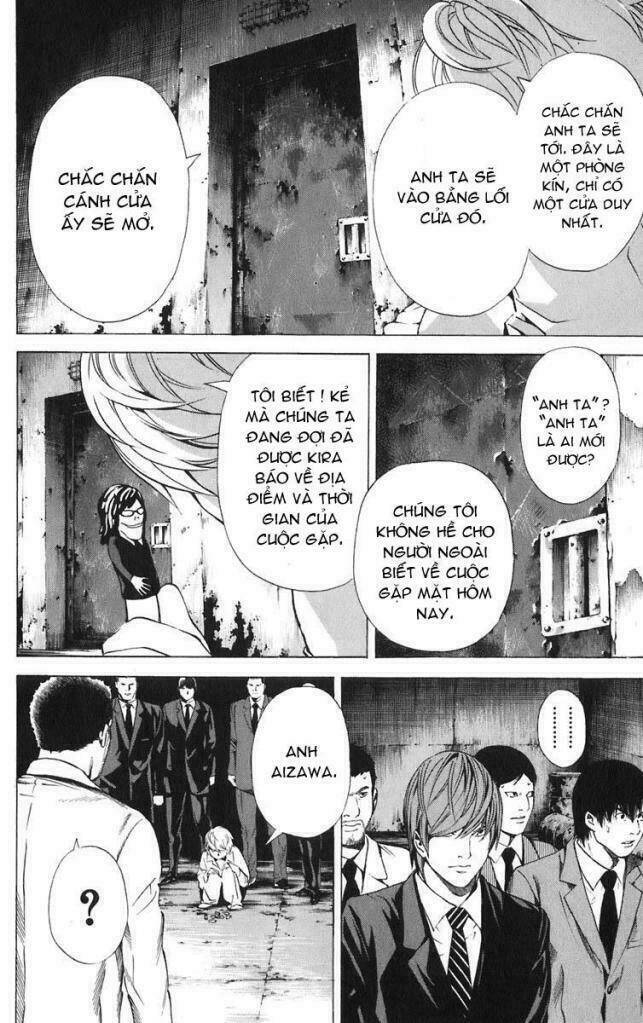 CHẮC CHẮN
ANH TA SẼ
TỚI. ĐÂY LÀ
MỘT PHÒNG
KÍN, CHỈ CÓ
MỘT CỬA DUY
NHẤT.
ANH TA SẼ
VÀO BẰNG LỐI
CỬA ĐÓ.
CHẮC CHẮN
CÁNH CỬA
ẤY SẼ MỞ.
"ANH TA"?
"ANH TA"
LÀ AI MỚI
ĐƯỢC?
CHÚNG TÔI
KHÔNG HỀ CHO
NGƯỜI NGOÀI
BIẾT VỀ CUỘC
GẶP MẶT HÔM
NAY.
TÔI BIẾT! KẺ
MÀ CHÚNG TA
ĐANG ĐỢI ĐÃ
ĐƯỢC KIRA
BÁO VỀ ĐỊA
ĐIỂM VÀ THỜI
GIAN CỦA
CUỘC GẶP.
........
ANH
AIZAWA.
?